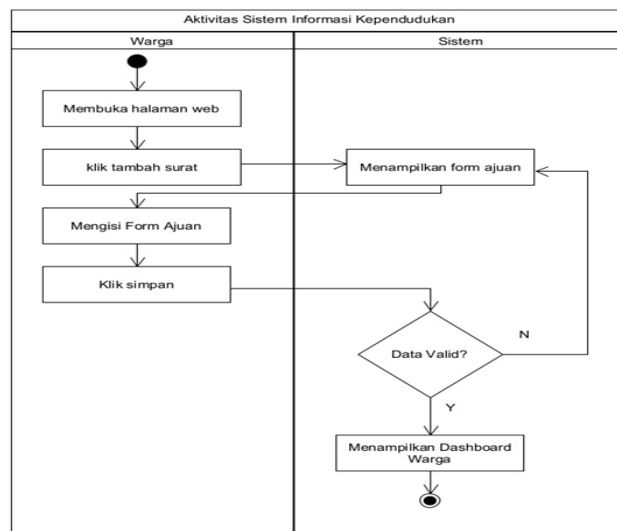 Aktivitas Sistem Informasi Kependudukan
Warga
Sistem
Membuka halaman web
klik tambah surat
Menampilkan form ajuan
Mengisi Form Ajuan
Klik simpan
Data Valid?
N
Y
Menampilkan Dashboard
Warga